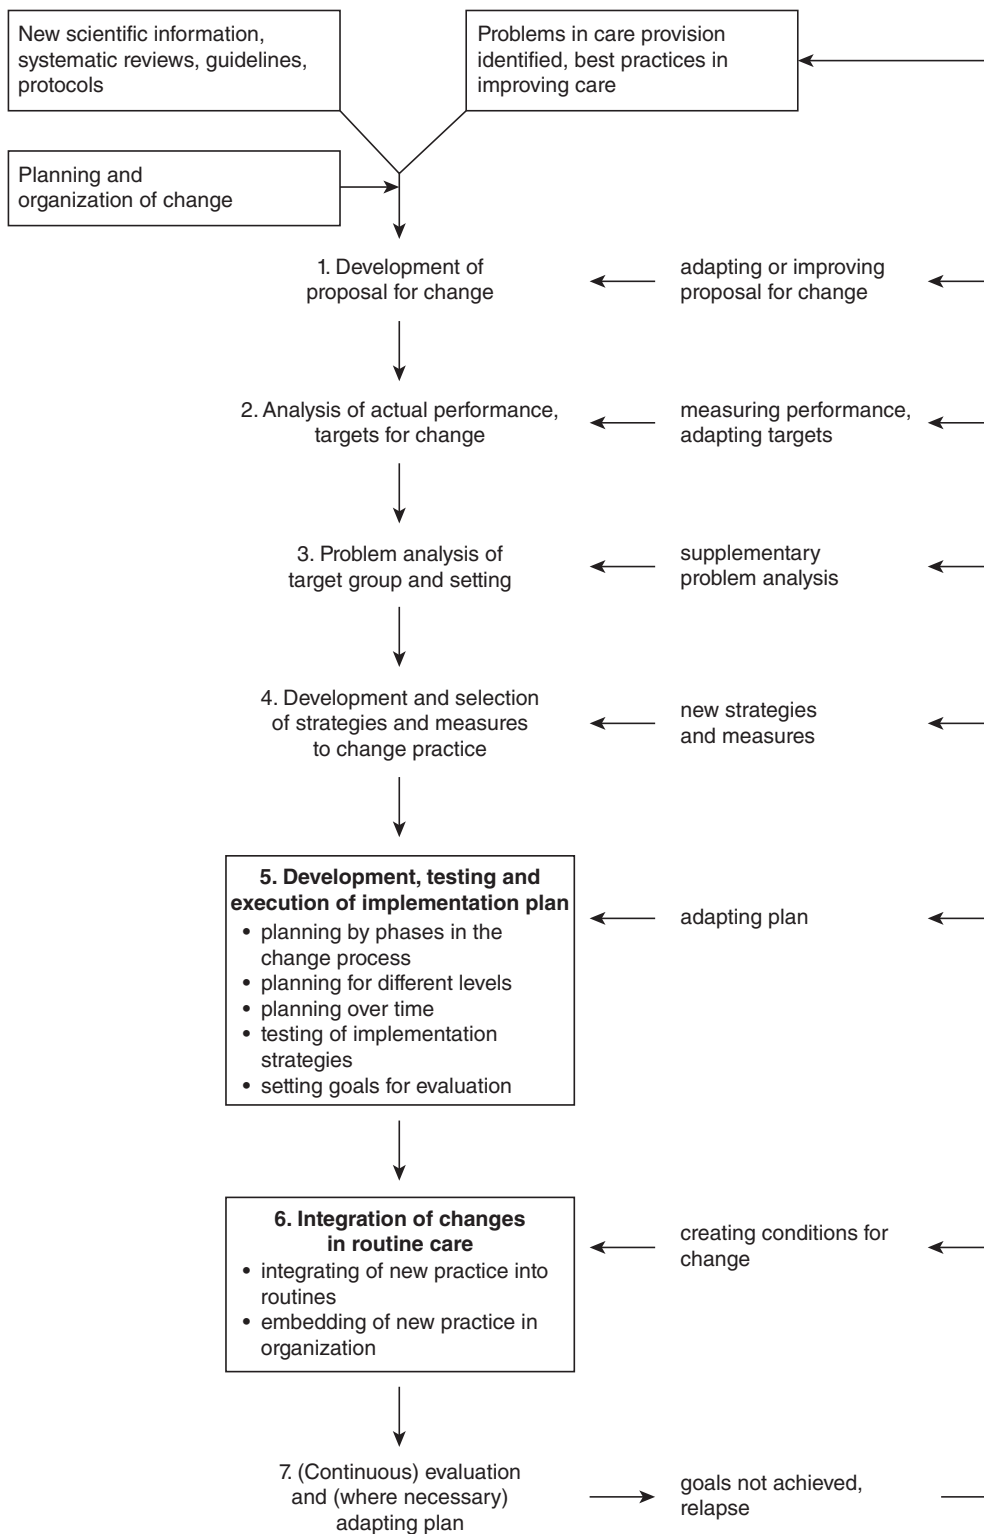 New scientific information,
systematic reviews, guidelines,
protocols
Problems in care provision
identified, best practices in
improving care
Planning and
organization of change
1. Development of
proposal for change
adapting or improving
proposal for change
2. Analysis of actual performance,
targets for change
measuring performance,
adapting targets
3. Problem analysis of
target group and setting
supplementary
problem analysis
4. Development and selection
of strategies and measures
to change practice
new strategies
and measures
5. Development, testing and
execution of implementation plan
• planning by phases in the
change process
• planning for different levels
• planning over time
• testing of implementation
strategies
• setting goals for evaluation
adapting plan
6. Integration of changes
in routine care
• integrating of new practice into
routines
• embedding of new practice in
organization
creating conditions for
change
7. (Continuous) evaluation
and (where necessary)
adapting plan
goals not achieved,
relapse